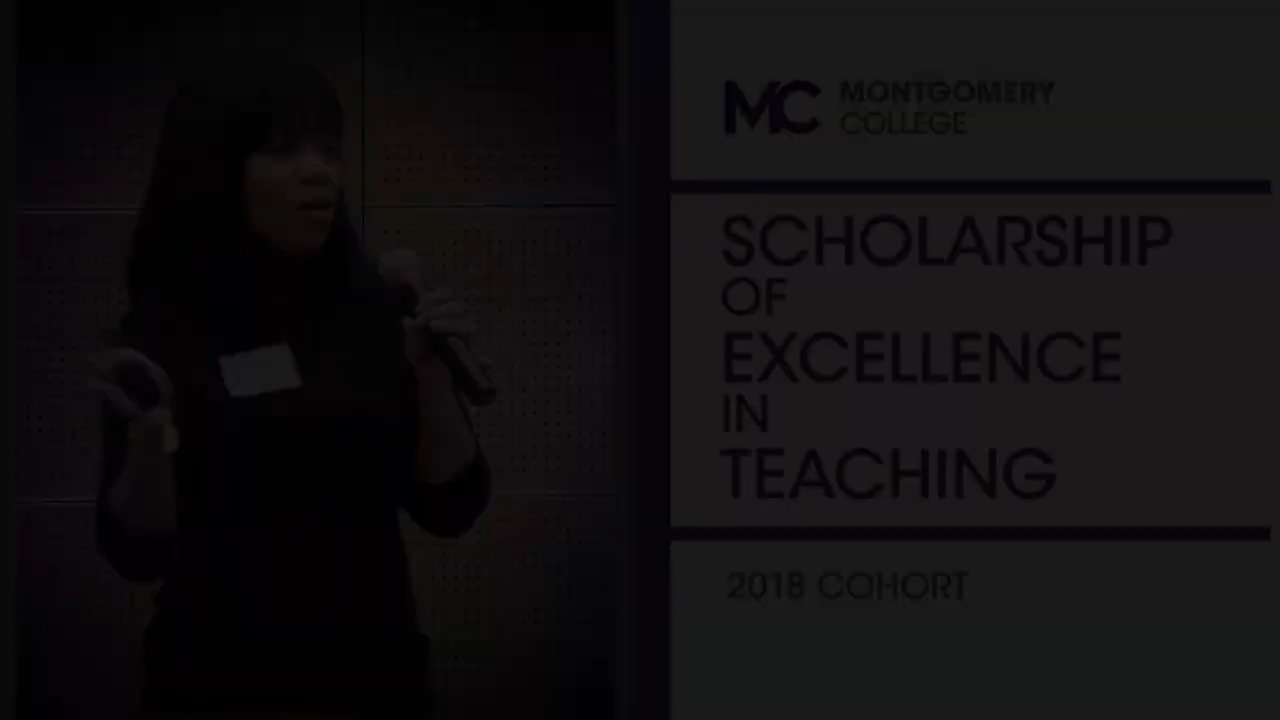 MC MONTGOMERY
COLLEGE
SCHOLARSHIP
OF
EXCELLENCE
IN
TEACHING
2018 COHORT